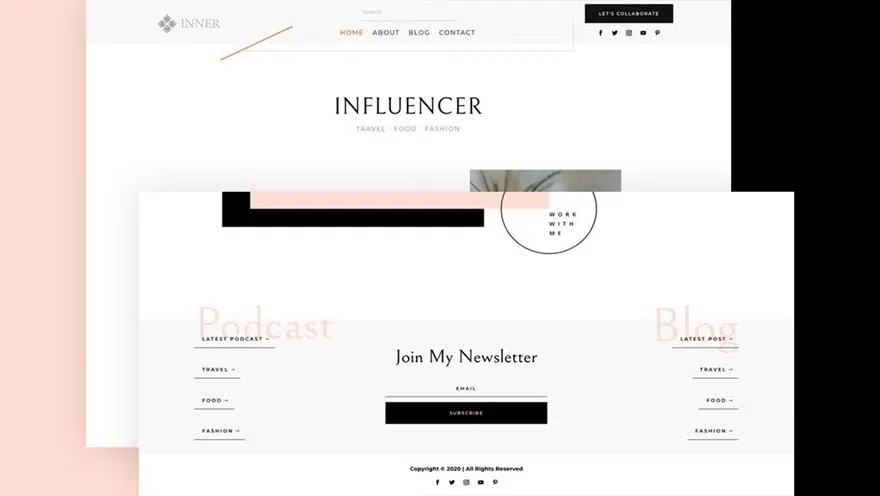 INNER
Search
LET'S COLLABORATE
HOME ABOUT BLOG CONTACT
INFLUENCER
TRAVEL FOOD FASHION
WORK
WITH
ME
Podcast
LATEST PODCAST →
TRAVEL →
FOOD →
FASHION →
Join My Newsletter
EMAIL
SUBSCRIBE
Blog
LATEST POST →
TRAVEL →
FOOD →
FASHION →
Copyright © 2020 | All Rights Reserved